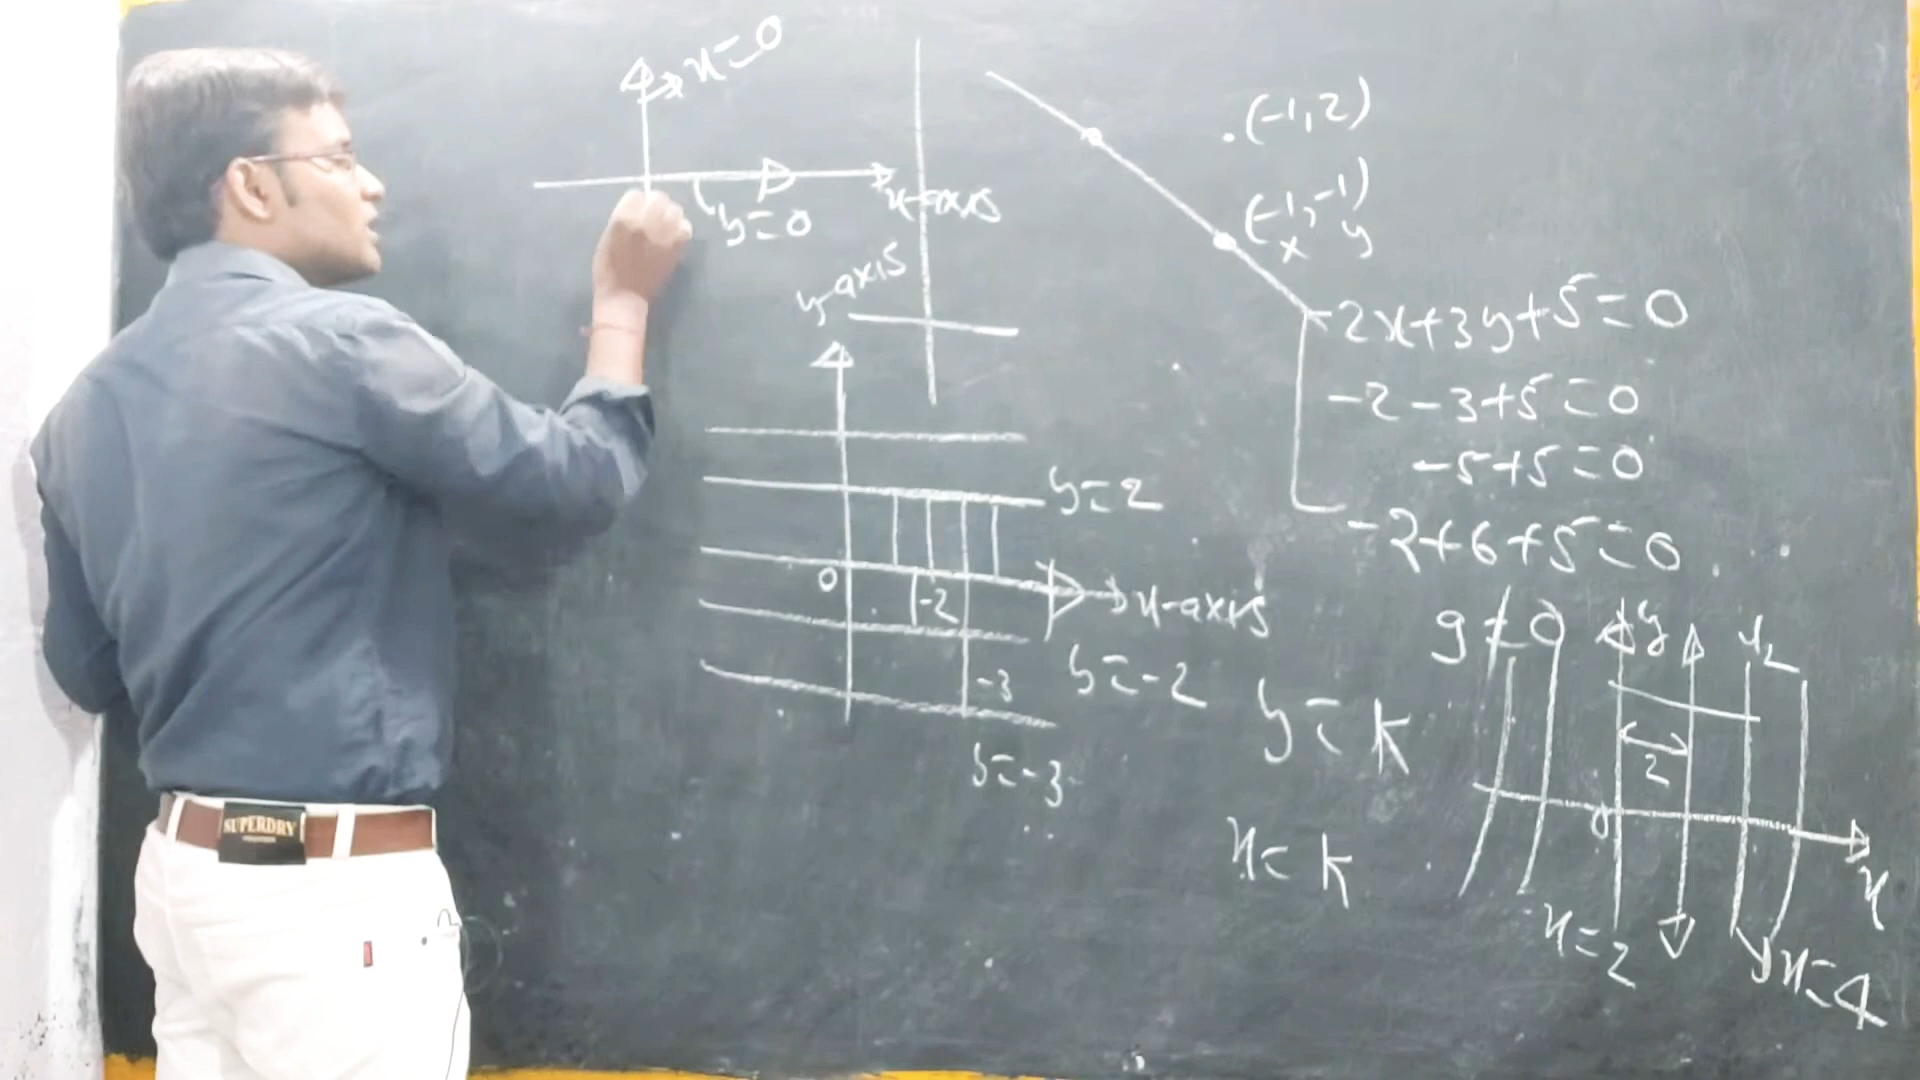 x=0
y=0
x-axis
y-axis
y=2
0
-2
x-axis
-3
y=-2
y=-3
.(-1,2)
(-1,-1)
x y
2x+3y+5=0
-2-3+5=0
-5+5=0
-2+6+5=0
y
2
y=k
0
x=k
x
x=2
x=4
SUPERDRY